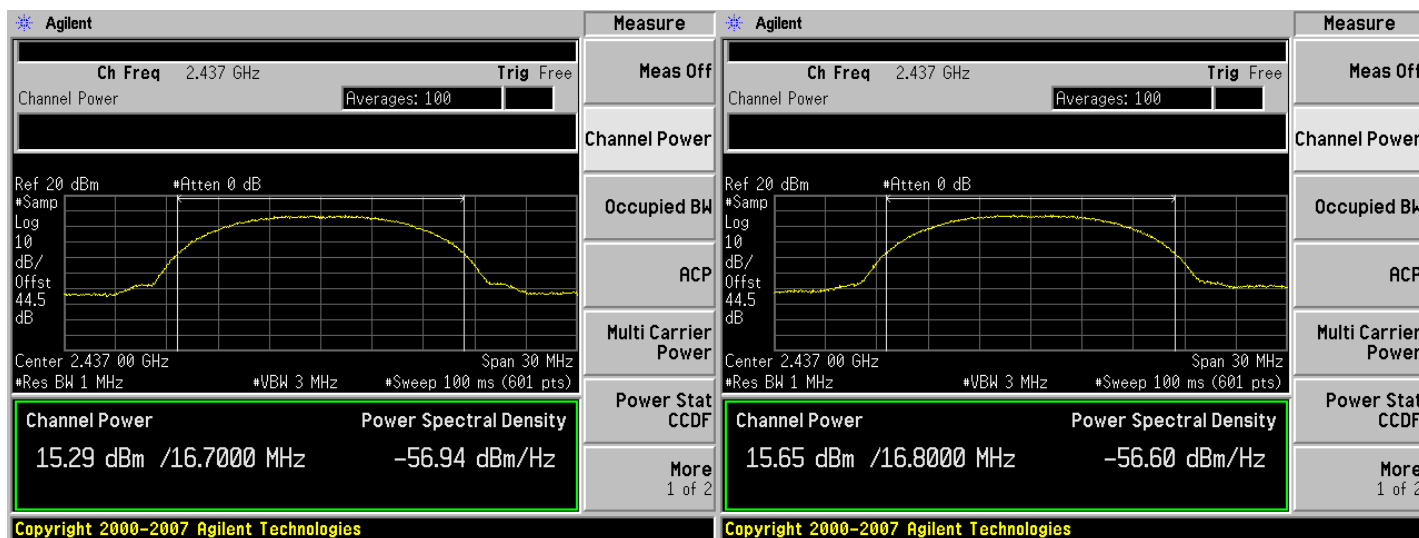 Agilent
Measure
Ch Freq 2.437 GHz
Trig Free
Channel Power
Averages: 100
Ref 20 dBm
#Atten 0 dB
#Samp
Log
10
dB/
Offst
44.5
dB
Center 2.437 00 GHz
Span 30 MHz
#Res BW 1 MHz
#VBW 3 MHz
#Sweep 100 ms (601 pts)
Channel Power
Power Spectral Density
15.29 dBm /16.7000 MHz
-56.94 dBm/Hz
Meas Off
Channel Power
Occupied BW
ACP
Multi Carrier
Power
Power Stat
CCDF
More
1 of 2
Copyright 2000-2007 Agilent Technologies
Agilent
Measure
Ch Freq 2.437 GHz
Trig Free
Channel Power
Averages: 100
Ref 20 dBm
#Atten 0 dB
#Samp
Log
10
dB/
Offst
44.5
dB
Center 2.437 00 GHz
Span 30 MHz
#Res BW 1 MHz
#VBW 3 MHz
#Sweep 100 ms (601 pts)
Channel Power
Power Spectral Density
15.65 dBm /16.8000 MHz
-56.60 dBm/Hz
Meas Off
Channel Power
Occupied BW
ACP
Multi Carrier
Power
Power Stat
CCDF
More
1 of 2
Copyright 2000-2007 Agilent Technologies